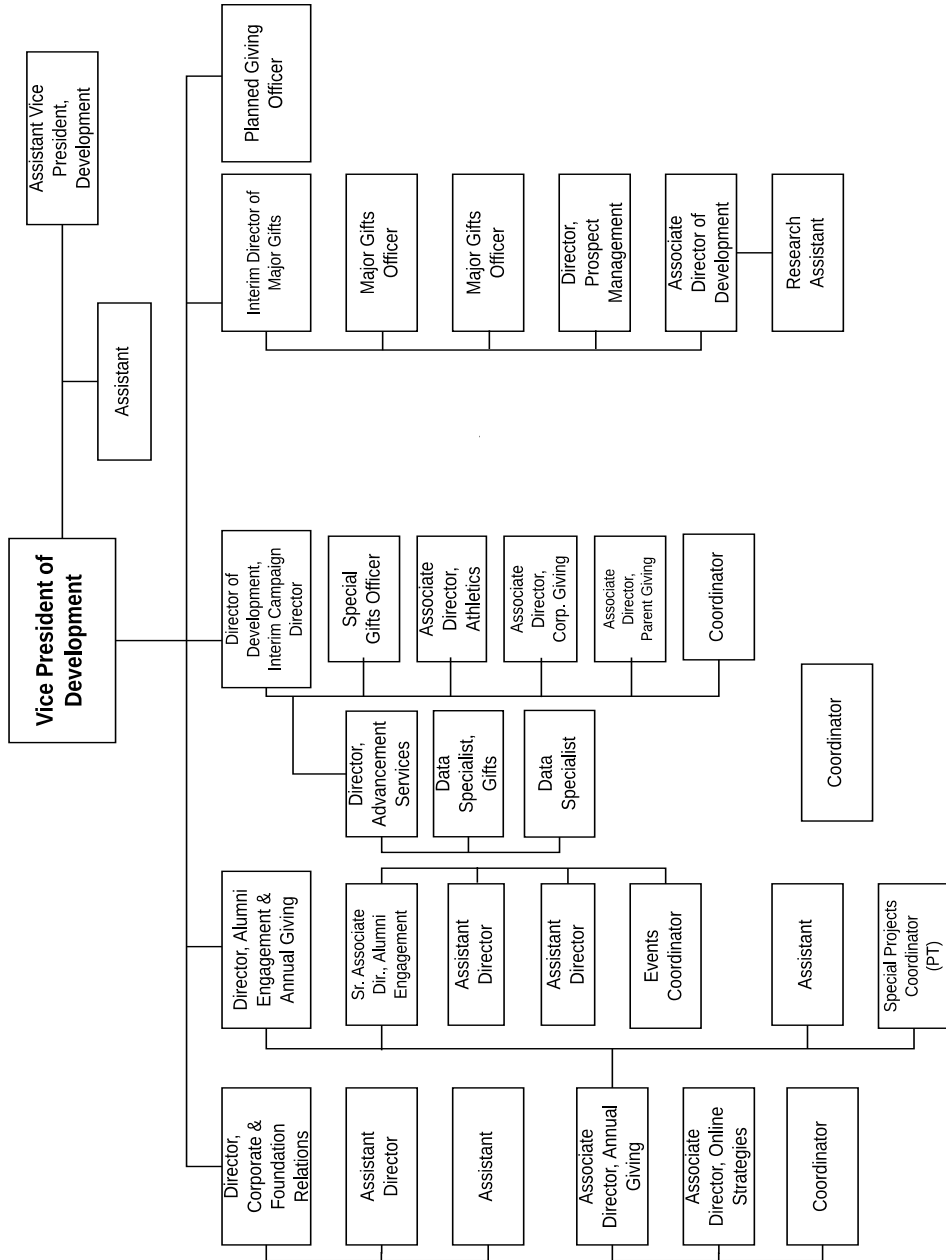 Vice President of
Development
Assistant Vice
President,
Development
Assistant
Director,
Corporate &
Foundation
Relations
Assistant
Director
Assistant
Director, Alumni
Engagement &
Annual Giving
Sr. Associate
Dir., Alumni
Engagement
Assistant
Director
Assistant
Director
Events
Coordinator
Assistant
Special Projects
Coordinator
(PT)
Associate
Director, Annual
Giving
Associate
Director, Online
Strategies
Coordinator
Director of
Development,
Interim Campaign
Director
Director,
Advancement
Services
Data
Specialist,
Gifts
Data
Specialist
Special
Gifts Officer
Associate
Director,
Athletics
Associate
Director,
Corp. Giving
Associate
Director,
Parent Giving
Coordinator
Coordinator
Interim Director of
Major Gifts
Major Gifts
Officer
Major Gifts
Officer
Director,
Prospect
Management
Associate
Director of
Development
Research
Assistant
Planned Giving
Officer